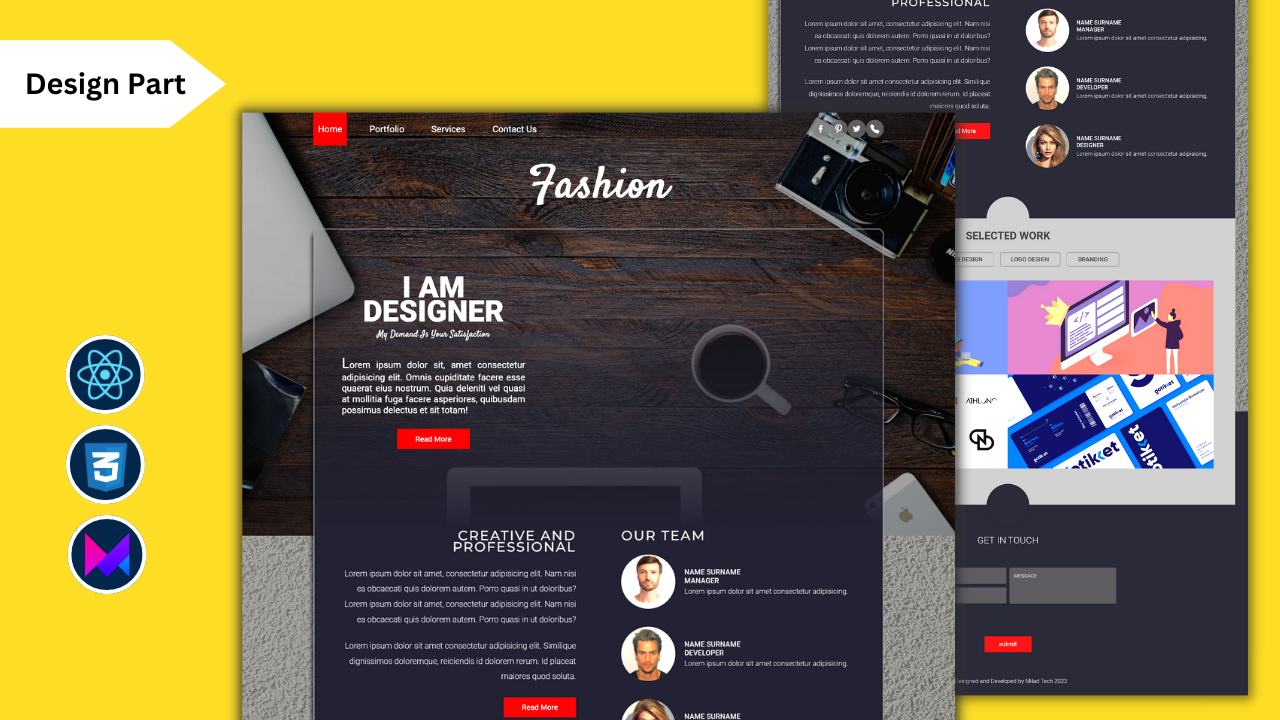 Design Part
Home
Portfolio
Services
Contact Us
Fashion
I AM
DESIGNER
My Demand Is Your Satisfaction
Lorem ipsum dolor sit, amet consectetur
adipisicing elit. Omnis cupiditate facere esse
quaerat eius nostrum. Quia deleniti vel quasi
at mollitia fuga facere asperiores, quibusdam
possimus delectus et sit totam!
Read More
CREATIVE AND
PROFESSIONAL
Lorem ipsum dolor sit amet, consectetur adipisicing elit. Nam nisi
ea obcaecati quis dolorem autem. Porro quasi in ut doloribus?
Lorem ipsum dolor sit amet, consectetur adipisicing elit. Nam nisi
ea obcaecati quis dolorem autem. Porro quasi in ut doloribus?
Lorem ipsum dolor sit amet, consectetur adipisicing elit. Similique
dignissimos doloremque, reiciendis id dolorem rerum. Id placeat
maiores quod soluta.
Read More
OUR TEAM
NAME SURNAME
MANAGER
Lorem ipsum dolor sit amet consectetur adipisicing.
NAME SURNAME
DEVELOPER
Lorem ipsum dolor sit amet consectetur adipisicing.
NAME SURNAME
PROFESSIONAL
Lorem ipsum dolor sit amet, consectetur adipisicing elit. Nam nisi
ea obcaecati quis dolorem autem. Porro quasi in ut doloribus?
Lorem ipsum dolor sit amet, consectetur adipisicing elit. Nam nisi
ea obcaecati quis dolorem autem. Porro quasi in ut doloribus?
Lorem ipsum dolor sit amet, consectetur adipisicing elit. Similique
dignissimos doloremque, reiciendis id dolorem rerum. Id placeat
maiores quod soluta.
More
NAME SURNAME
MANAGER
Lorem ipsum dolor sit amet consectetur adipisicing.
NAME SURNAME
DEVELOPER
Lorem ipsum dolor sit amet consectetur adipisicing.
NAME SURNAME
DESIGNER
Lorem ipsum dolor sit amet consectetur adipisicing.
SELECTED WORK
DESIGN
LOGO DESIGN
BRANDING
gotikket
otikket
GET IN TOUCH
MESSAGE
submit
Designed and Developed by Milad Tech 2023